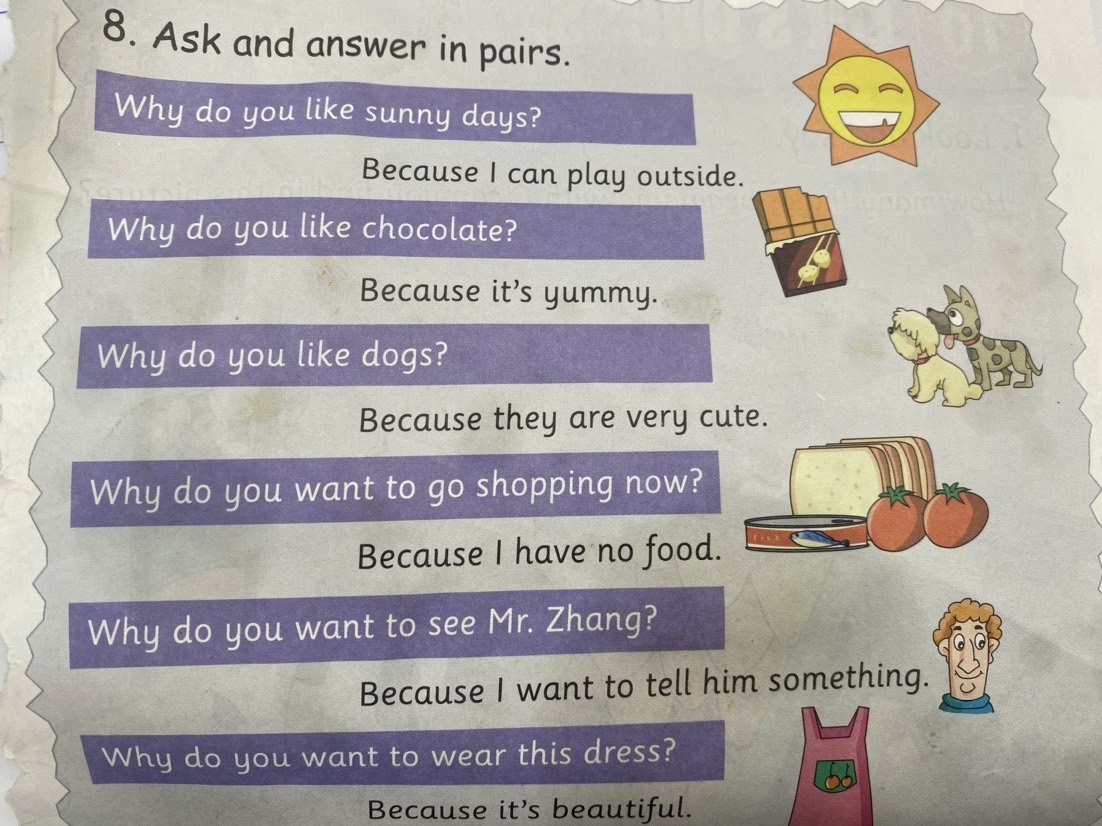 8. Ask and answer in pairs.
Why do you like sunny days?
Because I can play outside.
Why do you like chocolate?
Because it's yummy.
Why do you like dogs?
Because they are very cute.
Why do you want to go shopping now?
Because I have no food.
fish
Why do you want to see Mr. Zhang?
Because I want to tell him something.
Why do you want to wear this dress?
Because it's beautiful.